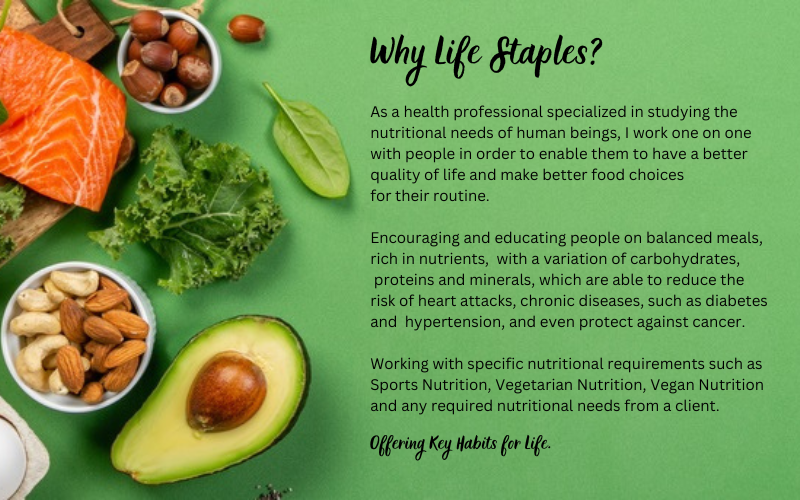 Why Life Staples?
As a health professional specialized in studying the
nutritional needs of human beings, I work one on one
with people in order to enable them to have a better
quality of life and make better food choices
for their routine.
Encouraging and educating people on balanced meals,
rich in nutrients,  with a variation of carbohydrates,
proteins and minerals, which are able to reduce the
risk of heart attacks, chronic diseases, such as diabetes
and  hypertension, and even protect against cancer.
Working with specific nutritional requirements such as
Sports Nutrition, Vegetarian Nutrition, Vegan Nutrition
and any required nutritional needs from a client.
Offering Key Habits for Life.